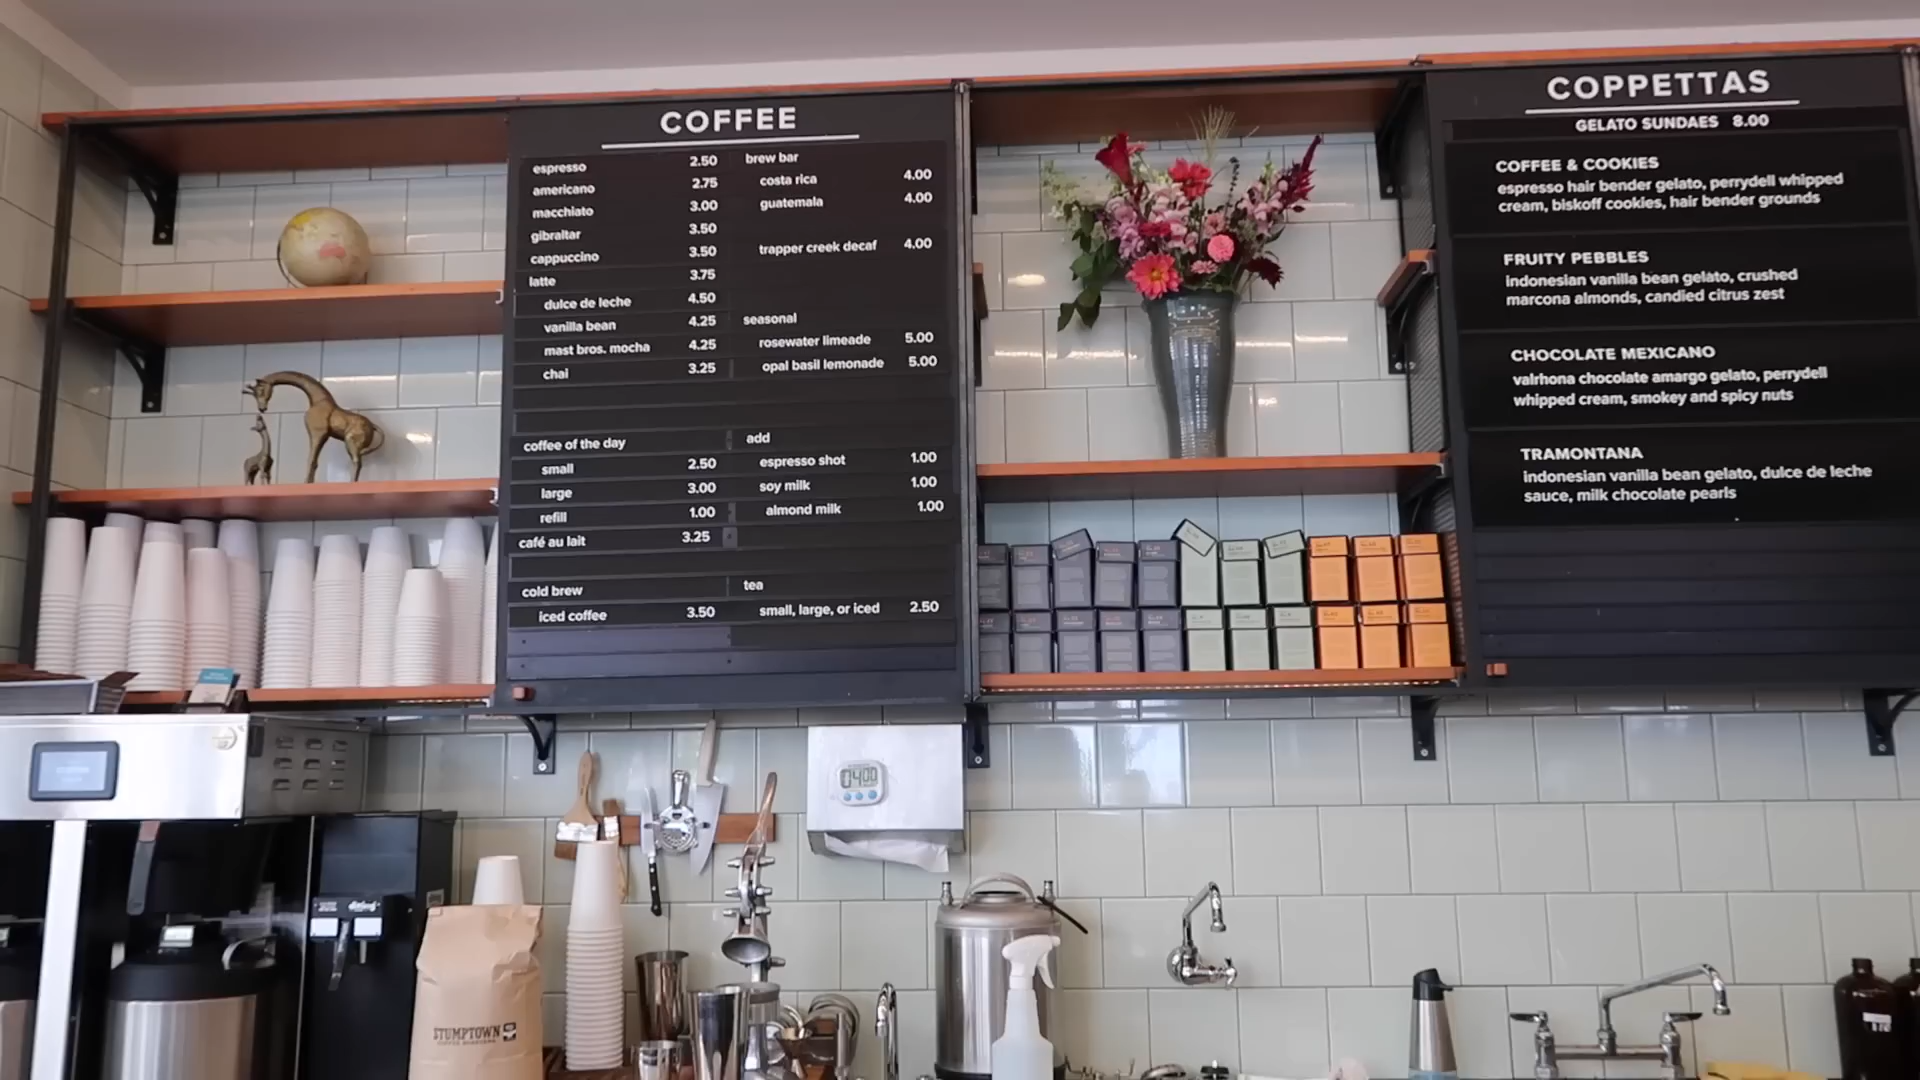 COFFEE
espresso 2.50
americano 2.75
macchiato 3.00
gibraltar 3.50
cappuccino 3.50
latte 3.75
dulce de leche 4.50
vanilla bean 4.25
mast bros. mocha 4.25
chai 3.25
coffee of the day
small 2.50
large 3.00
refill 1.00
café au lait 3.25
cold brew
iced coffee 3.50
brew bar
costa rica 4.00
guatemala 4.00
trapper creek decaf 4.00
seasonal
rosewater limeade 5.00
opal basil lemonade 5.00
add
espresso shot 1.00
soy milk 1.00
almond milk 1.00
tea
small, large, or iced 2.50
COPPETTAS
GELATO SUNDAES 8.00
COFFEE & COOKIES
espresso hair bender gelato, perrydell whipped
cream, biskoff cookies, hair bender grounds
FRUITY PEBBLES
indonesian vanilla bean gelato, crushed
marcona almonds, candied citrus zest
CHOCOLATE MEXICANO
valrhona chocolate amargo gelato, perrydell
whipped cream, smokey and spicy nuts
TRAMONTANA
indonesian vanilla bean gelato, dulce de leche
sauce, milk chocolate pearls
04 00
ditting
STUMPTOWN
COFFEE ROASTERS